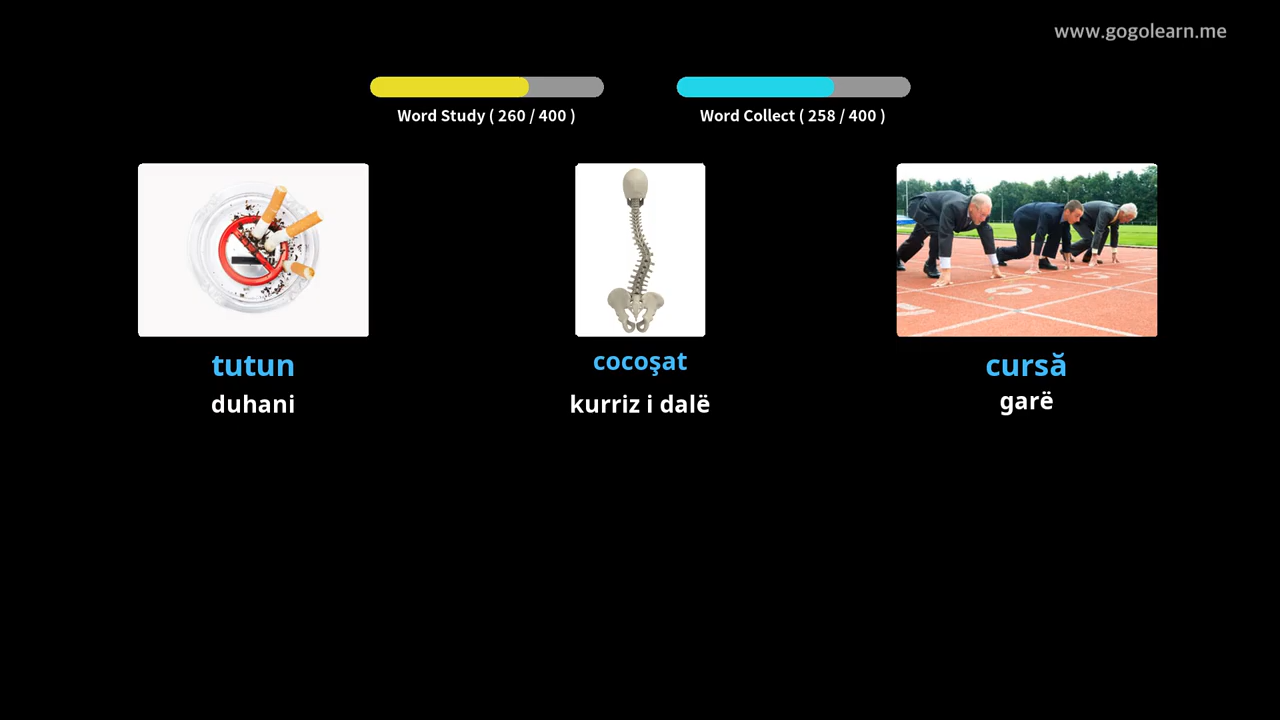 www.gogolearn.me
Word Study ( 260 / 400 )
Word Collect ( 258 / 400 )
tutun
duhani
cocoşat
kurriz i dalë
cursă
garë